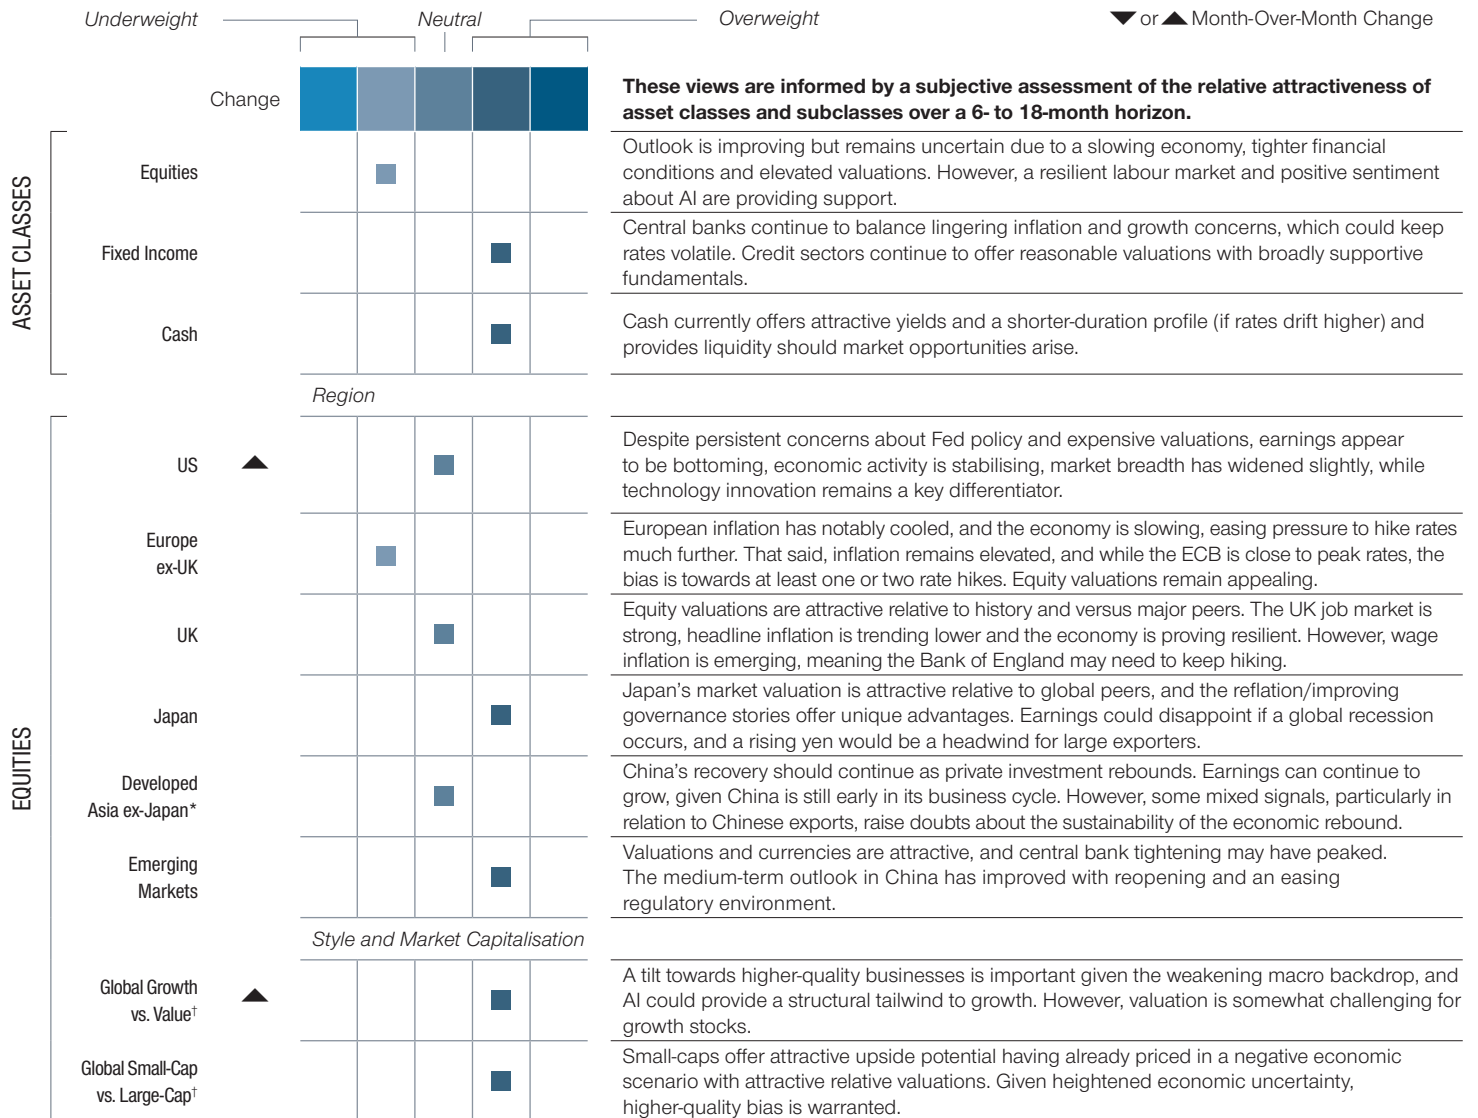 Underweight
Neutral
Overweight
▼ or ▲ Month-Over-Month Change
Change
These views are informed by a subjective assessment of the relative attractiveness of
asset classes and subclasses over a 6- to 18-month horizon.
ASSET CLASSES
Equities
Outlook is improving but remains uncertain due to a slowing economy, tighter financial
conditions and elevated valuations. However, a resilient labour market and positive sentiment
about AI are providing support.
Fixed Income
Central banks continue to balance lingering inflation and growth concerns, which could keep
rates volatile. Credit sectors continue to offer reasonable valuations with broadly supportive
fundamentals.
Cash
Cash currently offers attractive yields and a shorter-duration profile (if rates drift higher) and
provides liquidity should market opportunities arise.
Region
EQUITIES
US
▲
Despite persistent concerns about Fed policy and expensive valuations, earnings appear
to be bottoming, economic activity is stabilising, market breadth has widened slightly, while
technology innovation remains a key differentiator.
Europe
ex-UK
European inflation has notably cooled, and the economy is slowing, easing pressure to hike rates
much further. That said, inflation remains elevated, and while the ECB is close to peak rates, the
bias is towards at least one or two rate hikes. Equity valuations remain appealing.
UK
Equity valuations are attractive relative to history and versus major peers. The UK job market is
strong, headline inflation is trending lower and the economy is proving resilient. However, wage
inflation is emerging, meaning the Bank of England may need to keep hiking.
Japan
Japan's market valuation is attractive relative to global peers, and the reflation/improving
governance stories offer unique advantages. Earnings could disappoint if a global recession
occurs, and a rising yen would be a headwind for large exporters.
Developed
Asia ex-Japan*
China's recovery should continue as private investment rebounds. Earnings can continue to
grow, given China is still early in its business cycle. However, some mixed signals, particularly in
relation to Chinese exports, raise doubts about the sustainability of the economic rebound.
Emerging
Markets
Valuations and currencies are attractive, and central bank tightening may have peaked.
The medium-term outlook in China has improved with reopening and an easing
regulatory environment.
Style and Market Capitalisation
Global Growth
vs. Value†
▲
A tilt towards higher-quality businesses is important given the weakening macro backdrop, and
AI could provide a structural tailwind to growth. However, valuation is somewhat challenging for
growth stocks.
Global Small-Cap
vs. Large-Cap†
Small-caps offer attractive upside potential having already priced in a negative economic
scenario with attractive relative valuations. Given heightened economic uncertainty,
higher-quality bias is warranted.